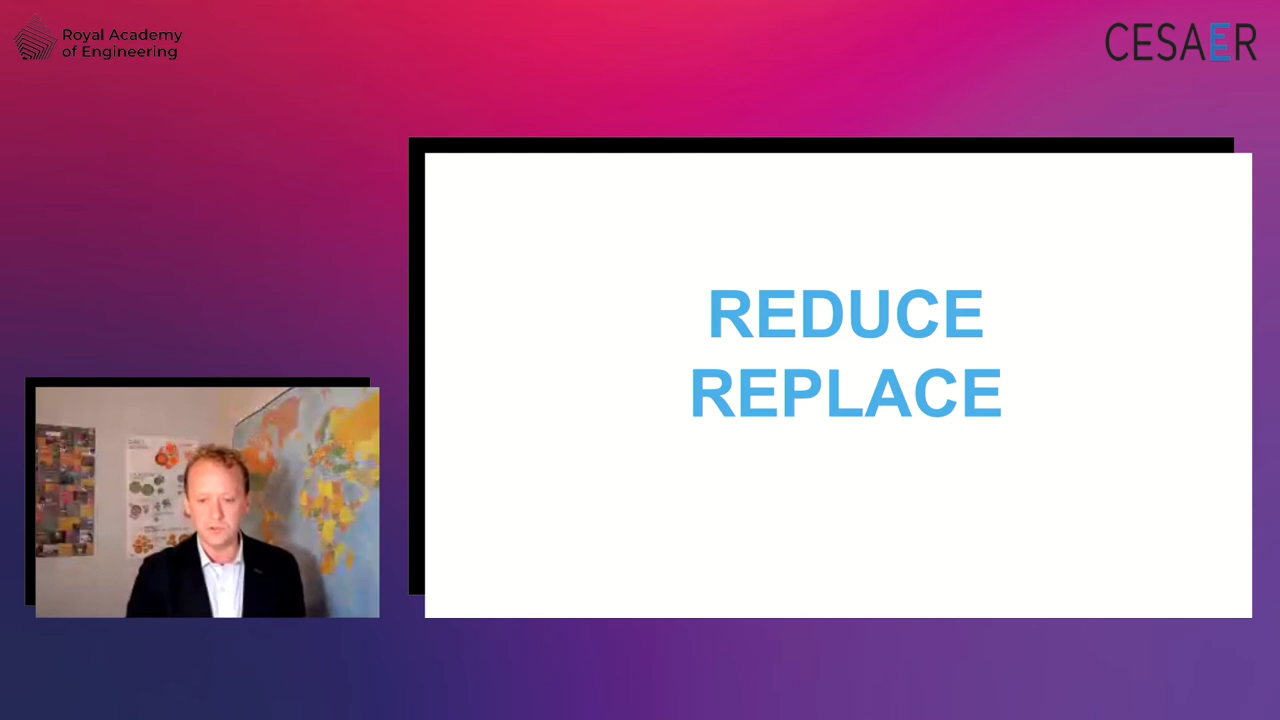 Royal Academy
of Engineering
CESAER
REDUCE
REPLACE